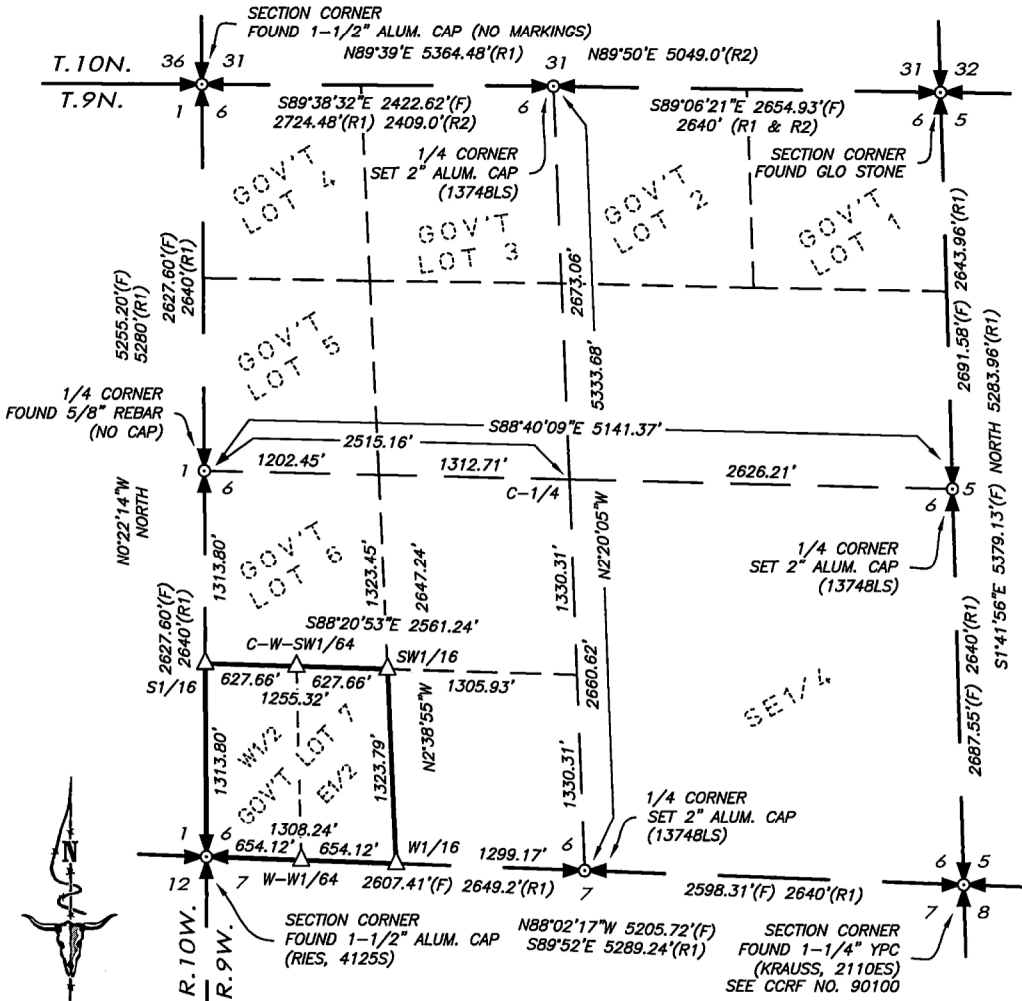 SECTION CORNER
FOUND 1-1/2" ALUM. CAP (NO MARKINGS)
N89°39'E 5364.48'(R1)
N89°50'E 5049.0'(R2)
T.10N.
36
31
31
31
32
T.9N.
1
6
S89°38'32"E 2422.62'(F)
2724.48'(R1) 2409.0'(R2)
6
S89°06'21"E 2654.93'(F)
2640' (R1 & R2)
6
5
1/4 CORNER
SET 2" ALUM. CAP
(13748LS)
SECTION CORNER
FOUND GLO STONE
GOV'T
LOT 4
GOV'T
LOT 3
GOV'T
LOT 2
GOV'T
LOT 1
5255.20'(F)
5280'(R1)
2627.60'(F)
2640'(R1)
2673.06'
5333.68'
2691.58'(F) 2643.96'(R1)
S1°41'56"E 5379.13'(F) NORTH 5283.96'(R1)
GOV'T
LOT 5
1/4 CORNER
FOUND 5/8" REBAR
(NO CAP)
S88°40'09"E 5141.37'
2515.16'
1
6
1202.45'
1312.71'
C-1/4
2626.21'
6
5
N0°22'14"W
NORTH
1/4 CORNER
SET 2" ALUM. CAP
(13748LS)
GOV'T
LOT 6
1313.80'
1323.45'
2647.24'
1330.31'
N2°20'05"W
2627.60'(F)
2640'(R1)
S88°20'53"E 2561.24'
C-W-SW1/64
SW1/16
S1/16
627.66'
627.66'
1255.32'
1305.93'
2660.62'
SE1/4
2687.55'(F) 2640'(R1)
1313.80'
W1/2
GOV'T LOT 7
E1/2
1323.79'
N2°38'55"W
1330.31'
1/4 CORNER
SET 2" ALUM. CAP
(13748LS)
1
6
1308.24'
654.12'
654.12'
W1/16
1299.17'
6
6
5
12
7
W-W1/64
2607.41'(F) 2649.2'(R1)
7
2598.31'(F) 2640'(R1)
7
8
N
R.10W.
R.9W.
SECTION CORNER
FOUND 1-1/2" ALUM. CAP
(RIES, 4125S)
N88°02'17"W 5205.72'(F)
S89°52'E 5289.24'(R1)
SECTION CORNER
FOUND 1-1/4" YPC
(KRAUSS, 2110ES)
SEE CCRF NO. 90100